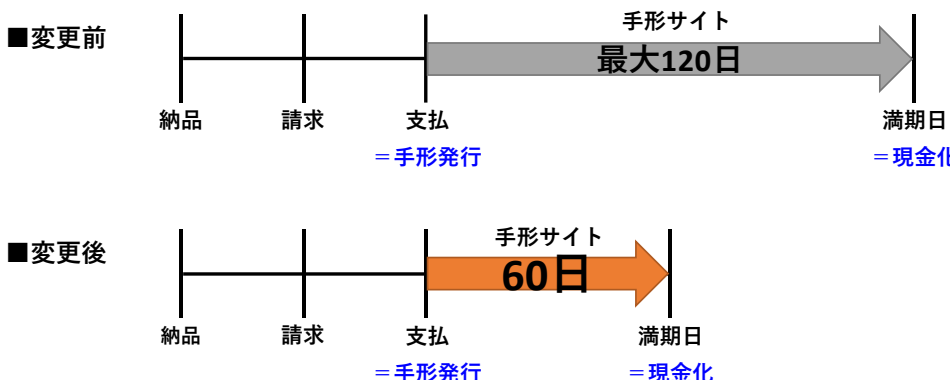 ■変更前
手形サイト
最大120日
納品 請求 支払 満期日
＝手形発行 ＝現金化
■変更後
手形サイト
60日
納品 請求 支払 満期日
＝手形発行 ＝現金化